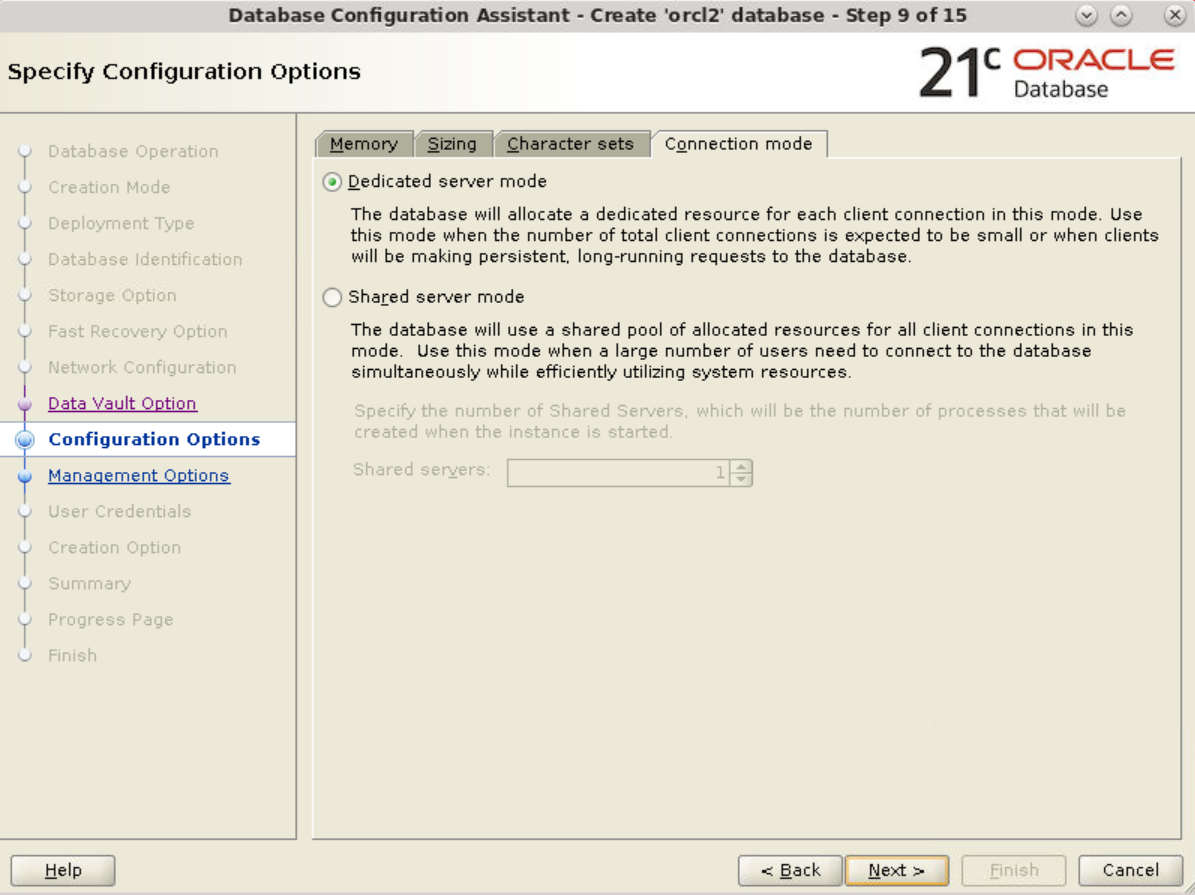 Database Configuration Assistant - Create 'orcl2' database - Step 9 of 15
Specify Configuration Options
21c ORACLE
Database
Database Operation
Creation Mode
Deployment Type
Database Identification
Storage Option
Fast Recovery Option
Network Configuration
Data Vault Option
Configuration Options
Management Options
User Credentials
Creation Option
Summary
Progress Page
Finish
Memory Sizing Character sets Connection mode
Dedicated server mode
The database will allocate a dedicated resource for each client connection in this mode. Use
this mode when the number of total client connections is expected to be small or when clients
will be making persistent, long-running requests to the database.
Shared server mode
The database will use a shared pool of allocated resources for all client connections in this
mode.  Use this mode when a large number of users need to connect to the database
simultaneously while efficiently utilizing system resources.
Specify the number of Shared Servers, which will be the number of processes that will be
created when the instance is started.
Shared servers: 1
Help < Back Next > Finish Cancel